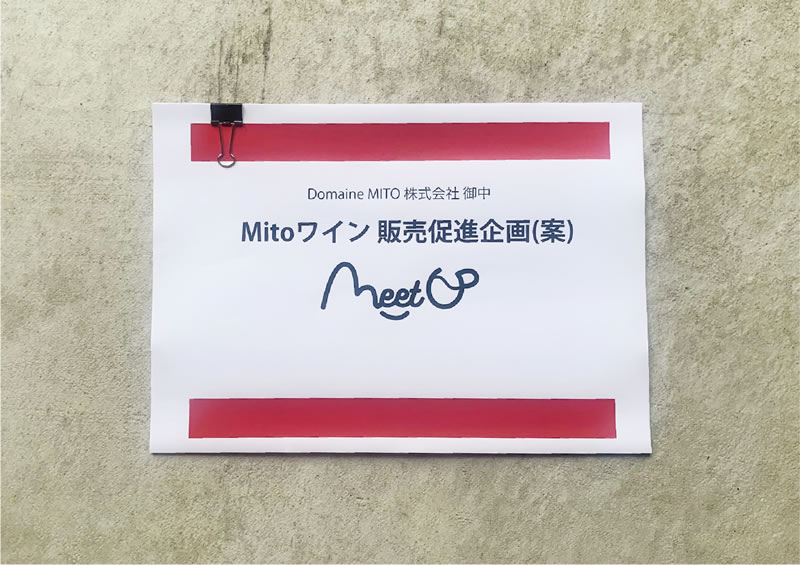 Domaine MITO 株式会社 御中
Mitoワイン 販売促進企画(案)
Meet UP